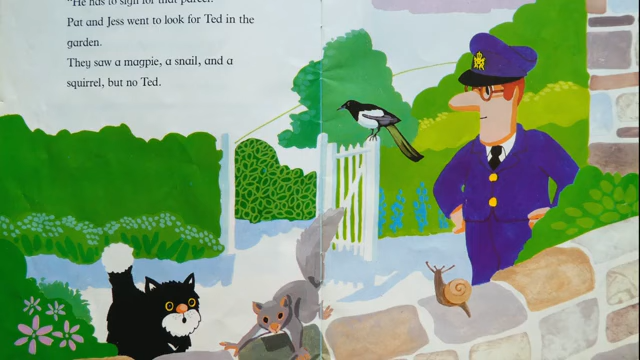 "He has to sign for that parcel.
Pat and Jess went to look for Ted in the
garden.
They saw a magpie, a snail, and a
squirrel, but no Ted.